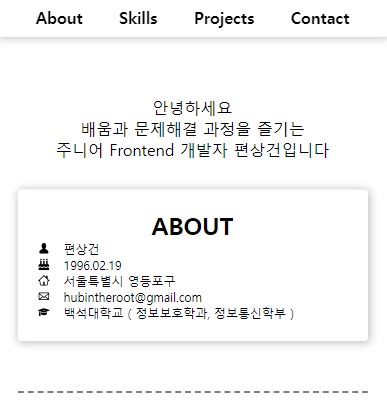 About Skills Projects Contact
안녕하세요
배움과 문제해결 과정을 즐기는
주니어 Frontend 개발자 편상건입니다
ABOUT
편상건
1996.02.19
서울특별시 영등포구
hubintheroot@gmail.com
백석대학교 ( 정보보호학과, 정보통신학부 )